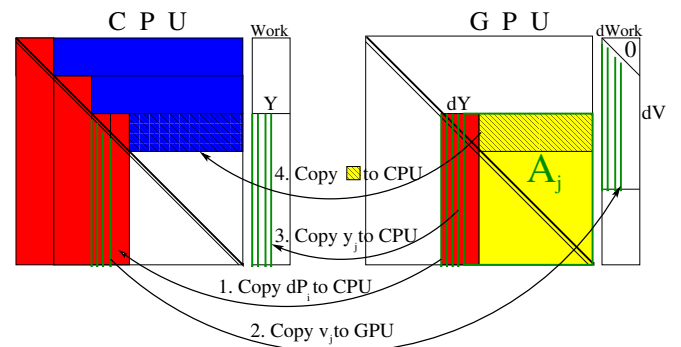 C P U
Work
G P U
dWork
0
Y
dY
dV
A_j
4. Copy to CPU
3. Copy y_j to CPU
1. Copy dP_i to CPU
2. Copy v_j to GPU